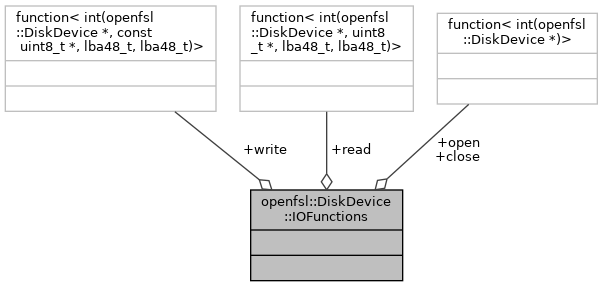 function< int(openfsl
::DiskDevice *, const
uint8_t *, lba48_t, lba48_t)>
function< int(openfsl
::DiskDevice *, uint8
_t *, lba48_t, lba48_t)>
function< int(openfsl
::DiskDevice *)>
+write
+read
+open
+close
openfsl::DiskDevice
::IOFunctions